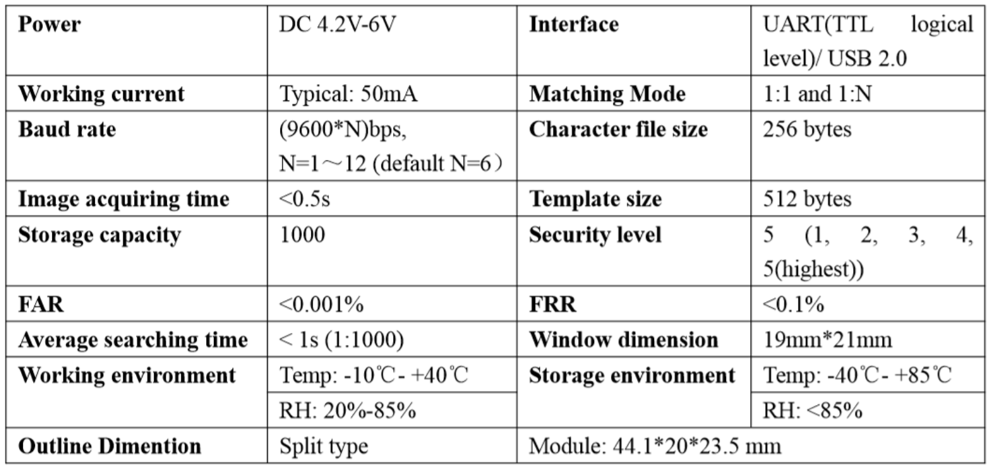 Power DC 4.2V-6V Interface UART(TTL logical
level)/ USB 2.0
Working current Typical: 50mA Matching Mode 1:1 and 1:N
Baud rate (9600*N)bps, Character file size 256 bytes
N=1～12 (default N=6）
Image acquiring time <0.5s Template size 512 bytes
Storage capacity 1000 Security level 5 (1, 2, 3, 4,
5(highest))
FAR <0.001% FRR <0.1%
Average searching time < 1s (1:1000) Window dimension 19mm*21mm
Working environment Temp: -10℃- +40℃ Storage environment Temp: -40℃- +85℃
RH: 20%-85% RH: <85%
Outline Dimention Split type Module: 44.1*20*23.5 mm